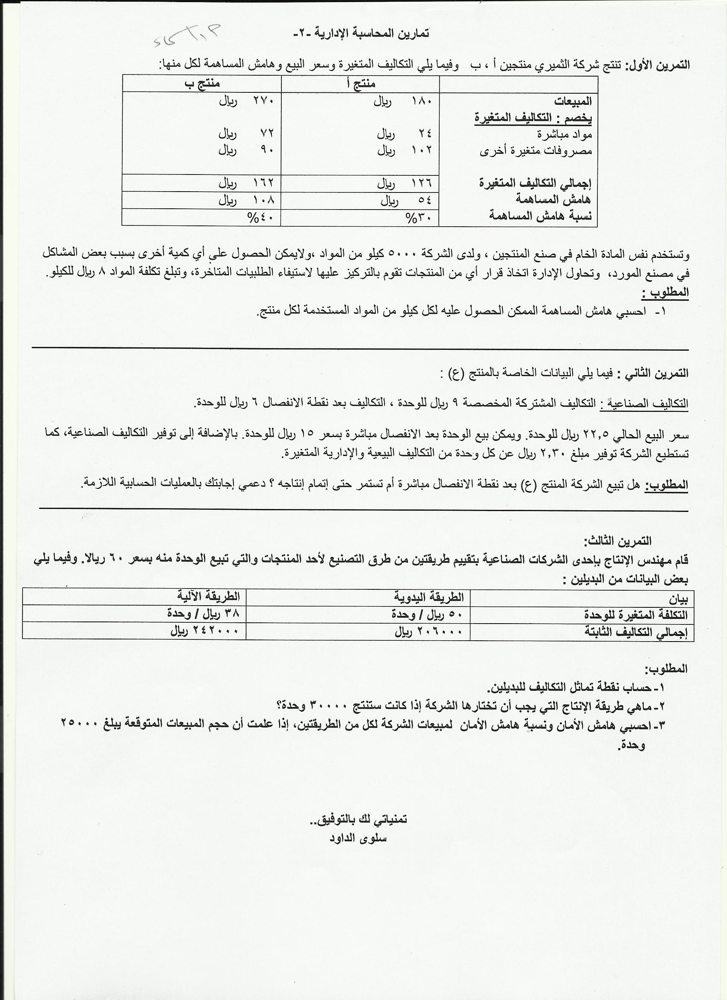 تمارين المحاسبة الإدارية -٢-
التمرين الأول: تنتج شركة الثميري منتجين أ ، ب وفيما يلي التكاليف المتغيرة وسعر البيع وهامش المساهمة لكل منها:
منتج أ منتج ب
المبيعات ١٨٠ ريال ٢٧٠ ريال
يخصم : التكاليف المتغيرة
مواد مباشرة ٢٤ ريال ٧٢ ريال
مصروفات متغيرة أخرى ١٠٢ ريال ٩٠ ريال
إجمالي التكاليف المتغيرة ١٢٦ ريال ١٦٢ ريال
هامش المساهمة ٥٤ ريال ١٠٨ ريال
نسبة هامش المساهمة ٣٠% ٤٠%
وتستخدم نفس المادة الخام في صنع المنتجين ، ولدى الشركة ٥٠٠٠ كيلو من المواد ،ولايمكن الحصول على أي كمية أخرى بسبب بعض المشاكل
في مصنع المورد، وتحاول الإدارة اتخاذ قرار أي من المنتجات تقوم بالتركيز عليها لاستيفاء الطلبيات المتاخرة، وتبلغ تكلفة المواد ٨ ريال للكيلو.
المطلوب :
١- احسبي هامش المساهمة الممكن الحصول عليه لكل كيلو من المواد المستخدمة لكل منتج.
التمرين الثاني : فيما يلي البيانات الخاصة بالمنتج (ع) :
التكاليف الصناعية : التكاليف المشتركة المخصصة ٩ ريال للوحدة ، التكاليف بعد نقطة الانفصال ٦ ريال للوحدة.
سعر البيع الحالي ٢٢,٥ ريال للوحدة. ويمكن بيع الوحدة بعد الانفصال مباشرة بسعر ١٥ ريال للوحدة. بالإضافة إلى توفير التكاليف الصناعية، كما
تستطيع الشركة توفير مبلغ ٢,٣٠ ريال عن كل وحدة من التكاليف البيعية والإدارية المتغيرة.
المطلوب: هل تبيع الشركة المنتج (ع) بعد نقطة الانفصال مباشرة أم تستمر حتى إتمام إنتاجه ؟ دعمي إجابتك بالعمليات الحسابية اللازمة.
التمرين الثالث:
قام مهندس الإنتاج بإحدى الشركات الصناعية بتقييم طريقتين من طرق التصنيع لأحد المنتجات والتي تبيع الوحدة منه بسعر ٦٠ ريالا. وفيما يلي
بعض البيانات من البديلين :
بيان الطريقة اليدوية الطريقة الآلية
التكلفة المتغيرة للوحدة ٥٠ ريال / وحدة ٣٨ ريال / وحدة
إجمالي التكاليف الثابتة ٢٠٦٠٠٠ ريال ٢٤٢٠٠٠ ريال
المطلوب:
١- حساب نقطة تماثل التكاليف للبديلين.
٢- ماهي طريقة الإنتاج التي يجب أن تختارها الشركة إذا كانت ستنتج ٣٠٠٠٠ وحدة؟
٣- احسبي هامش الأمان ونسبة هامش الأمان لمبيعات الشركة لكل من الطريقتين، إذا علمت أن حجم المبيعات المتوقعة يبلغ ٢٥٠٠٠
وحدة.
تمنياتي لك بالتوفيق..
سلوى الداود